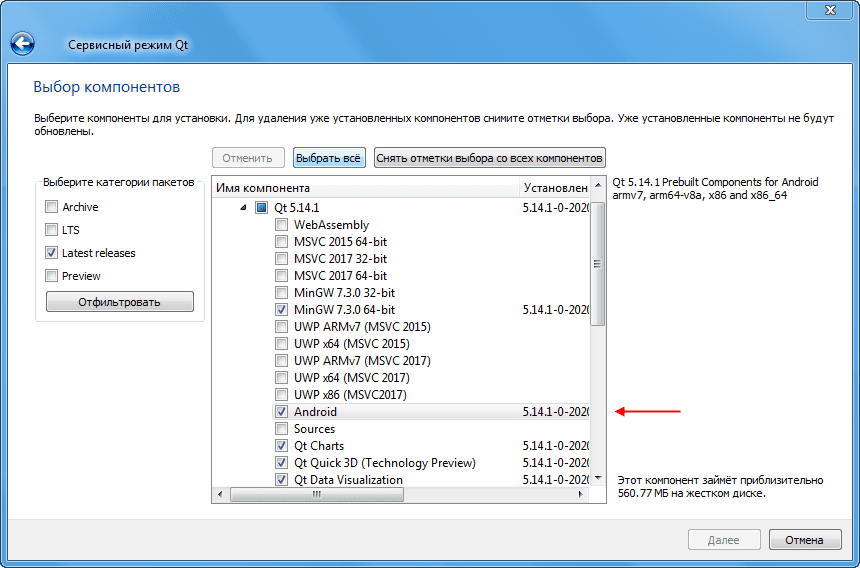 Сервисный режим Qt
Выбор компонентов
Выберите компоненты для установки. Для удаления уже установленных компонентов снимите отметки выбора. Уже установленные компоненты не будут
обновлены.
Отменить
Выбрать всё
Снять отметки выбора со всех компонентов
Выберите категории пакетов
Archive
LTS
Latest releases
Preview
Отфильтровать
Имя компонента Установлен
Qt 5.14.1 5.14.1-0-2020
WebAssembly
MSVC 2015 64-bit
MSVC 2017 32-bit
MSVC 2017 64-bit
MinGW 7.3.0 32-bit
MinGW 7.3.0 64-bit 5.14.1-0-2020
UWP ARMv7 (MSVC 2015)
UWP x64 (MSVC 2015)
UWP ARMv7 (MSVC 2017)
UWP x64 (MSVC 2017)
UWP x86 (MSVC2017)
Android 5.14.1-0-2020
Sources
Qt Charts 5.14.1-0-2020
Qt Quick 3D (Technology Preview) 5.14.1-0-2020
Qt Data Visualization 5.14.1-0-2020
Qt 5.14.1 Prebuilt Components for Android
armv7, arm64-v8a, x86 and x86_64
Этот компонент займёт приблизительно
560.77 МБ на жестком диске.
Далее
Отмена